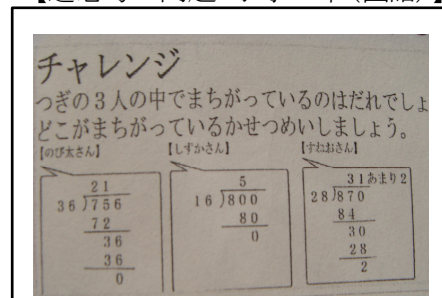 チャレンジ
つぎの3人の中でまちがっているのはだれでしょ
どこがまちがっているかせつめいしましょう。
【のび太さん】
21
36)756
72
36
36
0
【しずかさん】
5
16)800
80
0
【すねおさん】
31あまり2
28)870
84
30
28
2